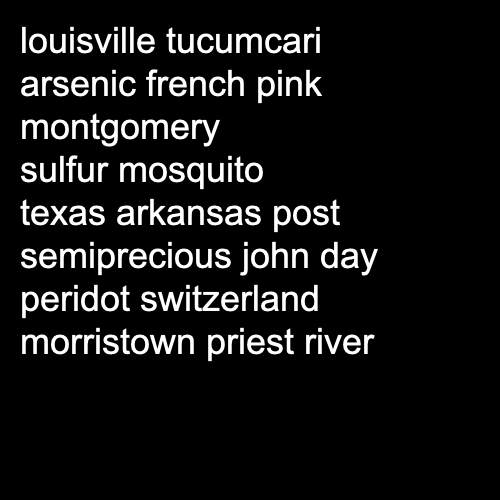 louisville tucumcari
arsenic french pink
montgomery
sulfur mosquito
texas arkansas post
semiprecious john day
peridot switzerland
morristown priest river